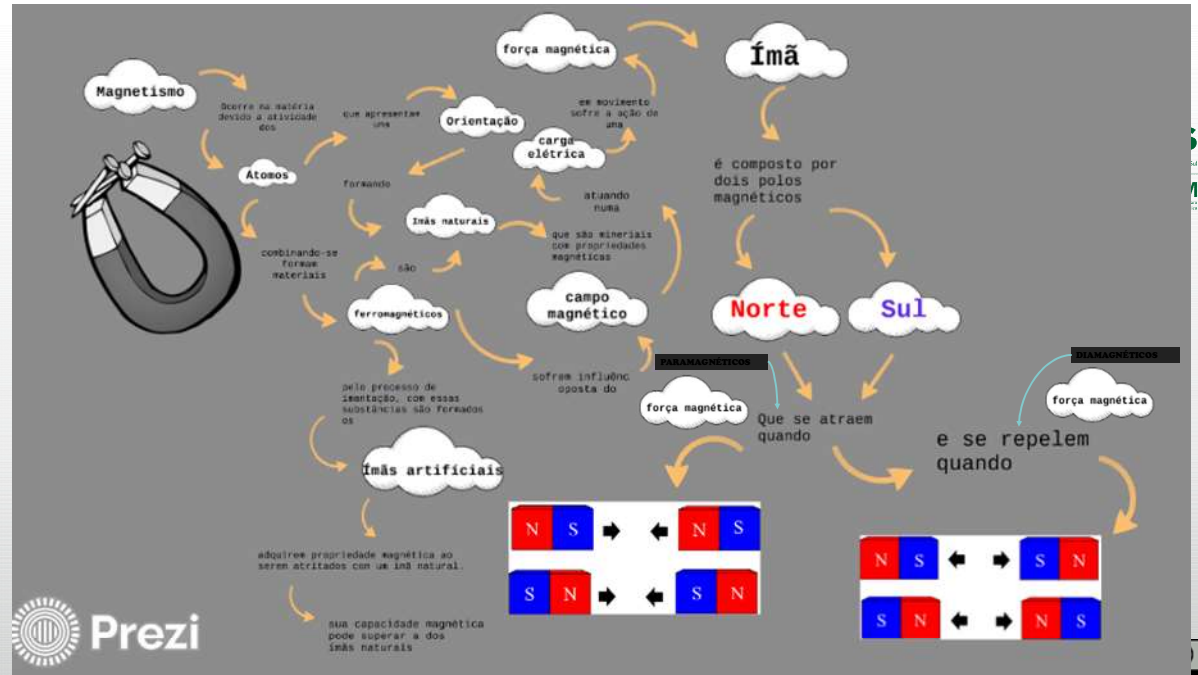 força magnética
Ímã
Magnetismo
Ocorre na matéria
devido a atividade
dos
Átomos
que apresentam
uma
Orientação
formando
Imãs naturais
que são mineriais
com propriedades
magnéticas
em movimento
sofre a ação de
uma
carga
elétrica
atuando
numa
combinando-se
formam
materiais
são
ferromagnéticos
campo
magnético
sofrem influênc
oposta do
pelo processo de
imantação, com essas
substâncias são formados
os
Ímãs artificiais
adquirem propriedade magnética ao
serem atritados com um imã natural.
sua capacidade magnética
pode superar a dos
ímãs naturais
é composto por
dois polos
magnéticos
Norte
Sul
PARAMAGNÉTICOS
força magnética
Que se atraem
quando
DIAMAGNÉTICOS
força magnética
e se repelem
quando
N S N S
S N S N
N S S N
S N N S
Prezi